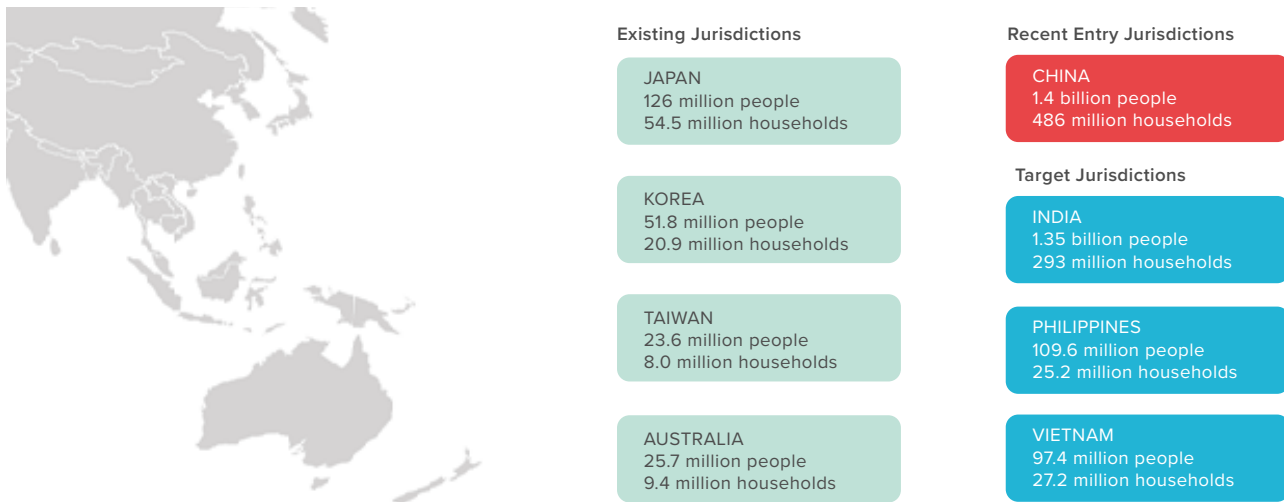 Existing Jurisdictions
JAPAN
126 million people
54.5 million households
KOREA
51.8 million people
20.9 million households
TAIWAN
23.6 million people
8.0 million households
AUSTRALIA
25.7 million people
9.4 million households
Recent Entry Jurisdictions
CHINA
1.4 billion people
486 million households
Target Jurisdictions
INDIA
1.35 billion people
293 million households
PHILIPPINES
109.6 million people
25.2 million households
VIETNAM
97.4 million people
27.2 million households